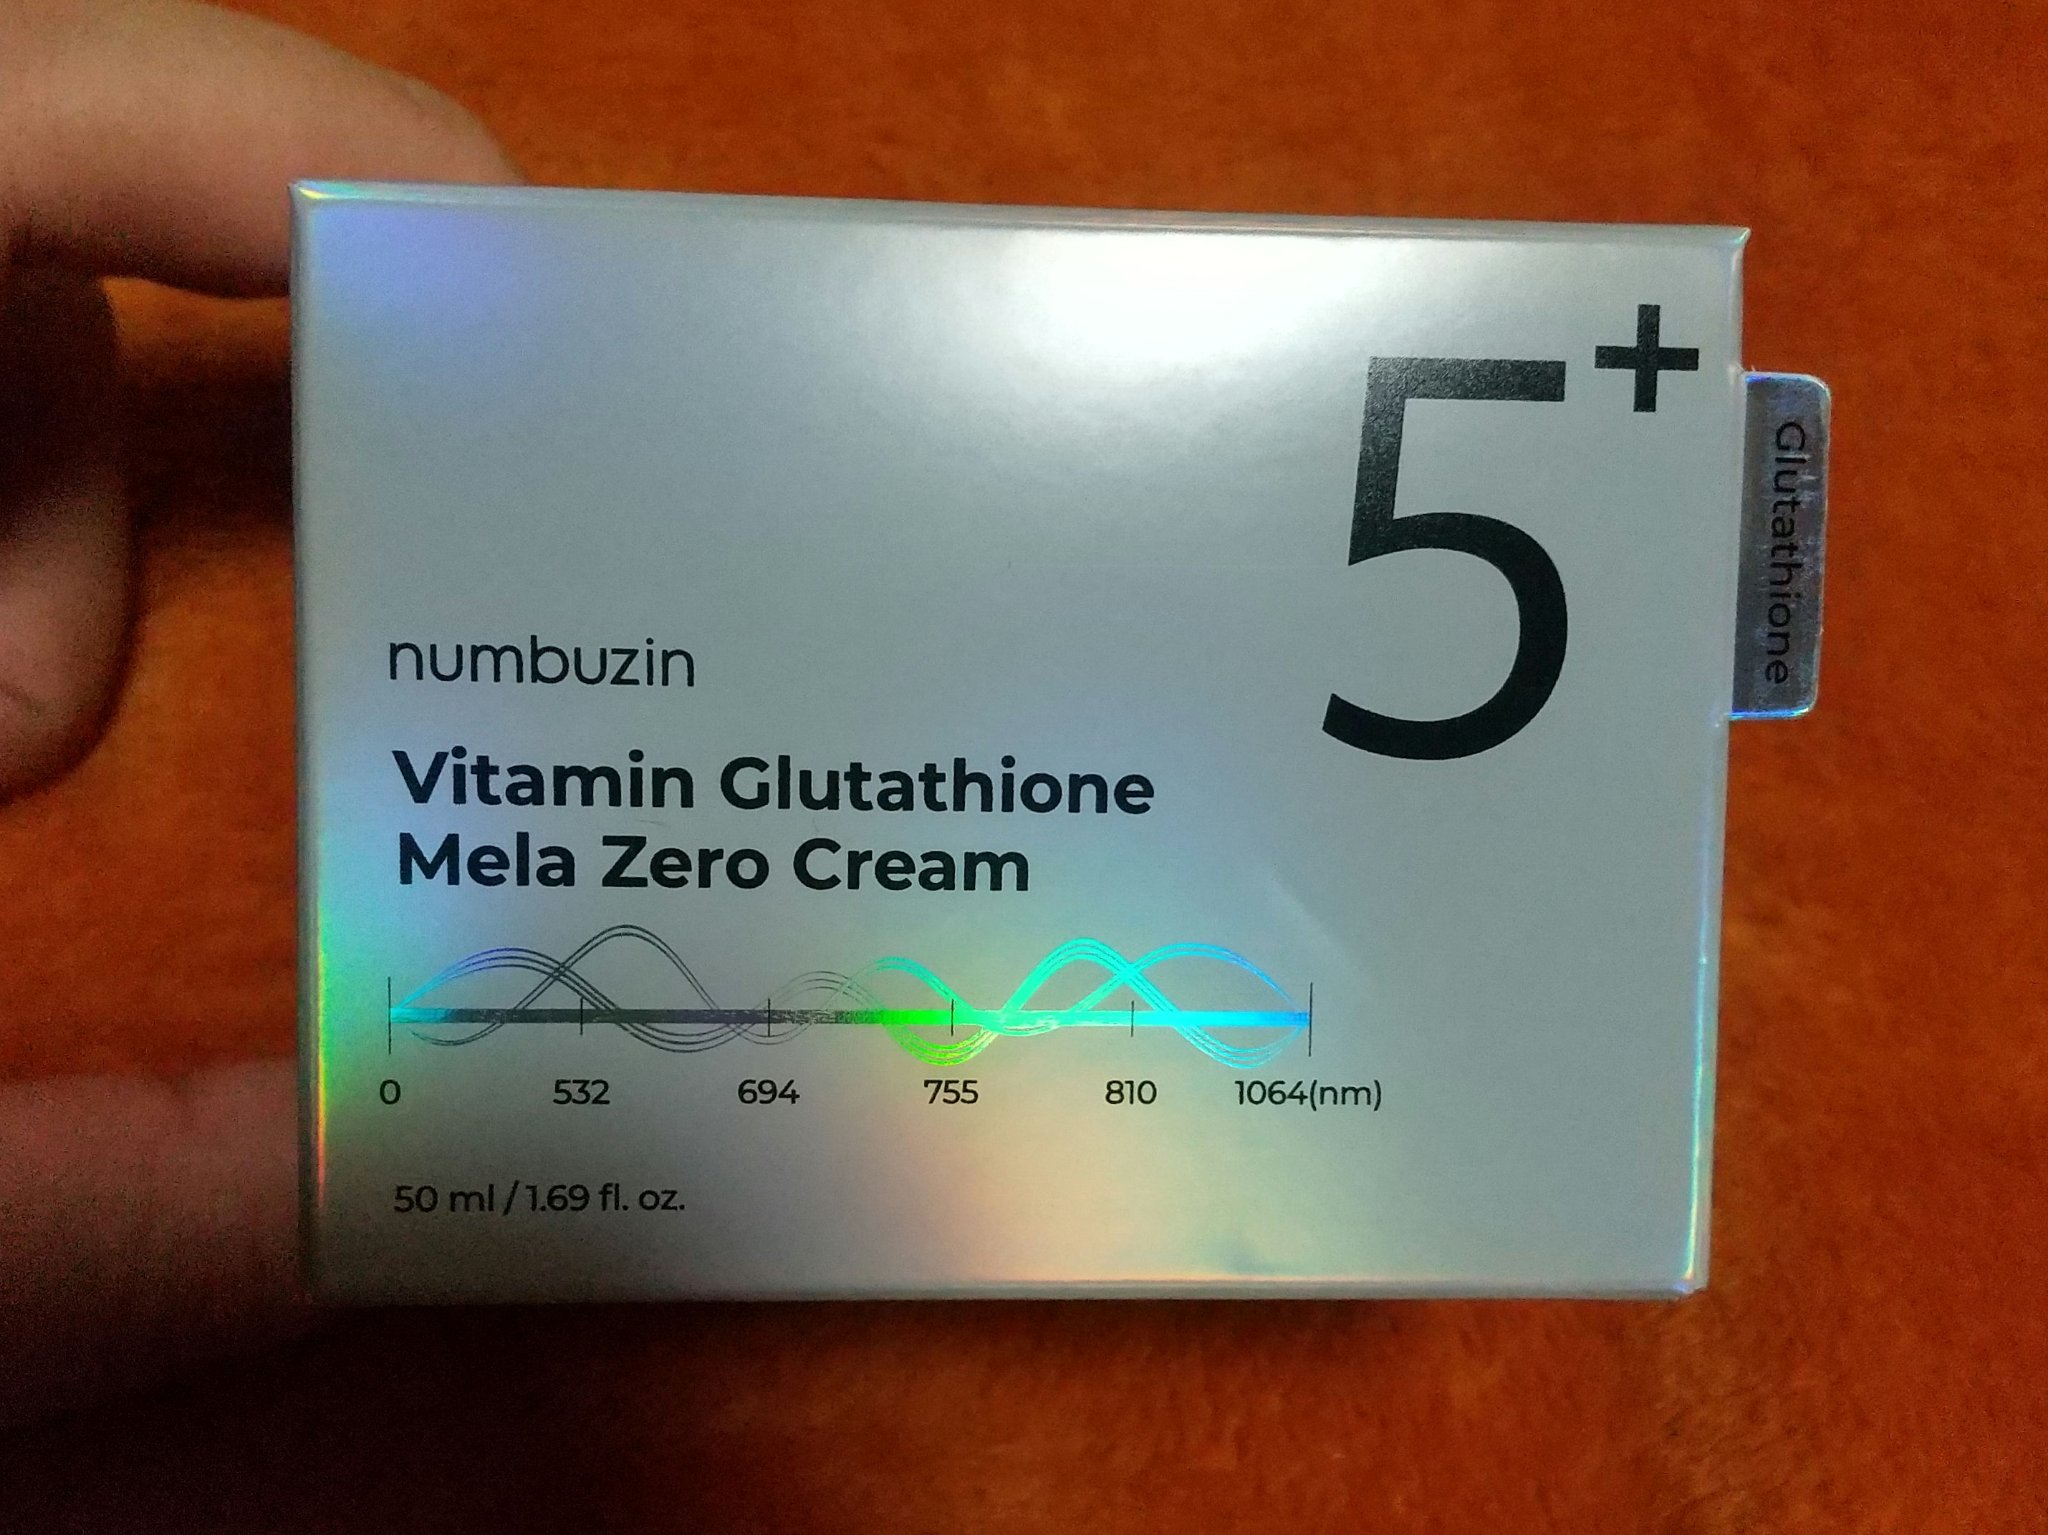 5+
Glutathione
numbuzin
Vitamin Glutathione
Mela Zero Cream
0 532 694 755 810 1064(nm)
50 ml / 1.69 fl. oz.